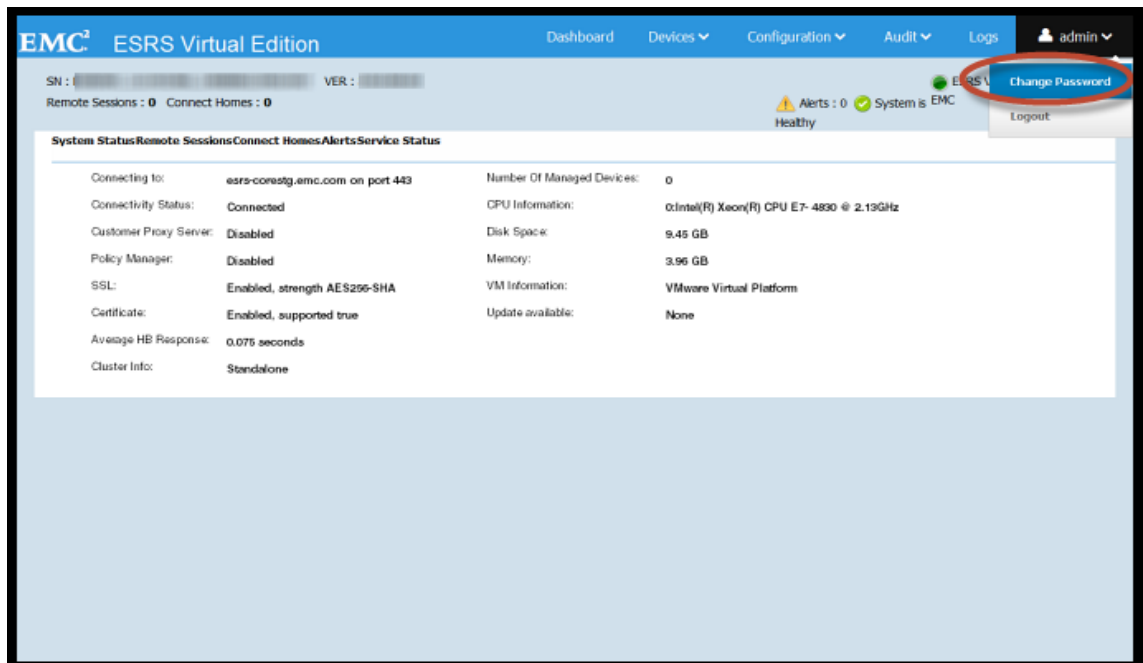 EMC² ESRS Virtual Edition Dashboard Devices Configuration Audit Logs admin
SN : VER :
Remote Sessions : 0 Connect Homes : 0
Alerts : 0 System is Healthy
EMC
Change Password
Logout
System StatusRemote SessionsConnect HomesAlertsService Status
Connecting to: esrs-corestg.emc.com on port 443 Number Of Managed Devices: 0
Connectivity Status: Connected CPU Information: 0:Intel(R) Xeon(R) CPU E7- 4830 @ 2.13GHz
Customer Proxy Server: Disabled Disk Space: 9.45 GB
Policy Manager: Disabled Memory: 3.96 GB
SSL: Enabled, strength AES256-SHA VM Information: VMware Virtual Platform
Certificate: Enabled, supported true Update available: None
Average HB Response: 0.075 seconds
Cluster Info: Standalone